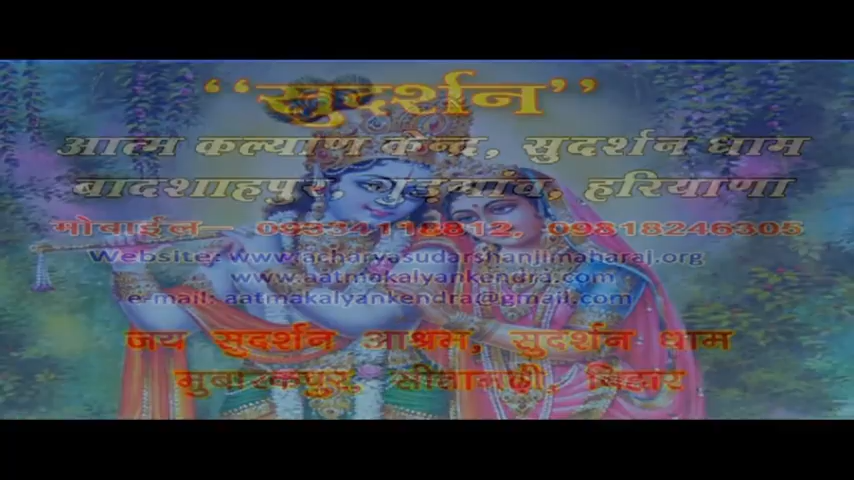 ‘‘सुदर्शन’’
आत्म कल्याण केन्द्र, सुदर्शन धाम
बादशाहपुर, गुड़गांव, हरियाणा
मोबाईल– 09934118812, 09818246305
Website: www.acharyasudarshanjimaharaj.org
www.aatmakalyankendra.com
e-mail: aatmakalyankendra@gmail.com
जय सुदर्शन आश्रम, सुदर्शन धाम
मुबारकपुर, सीतामढ़ी, बिहार